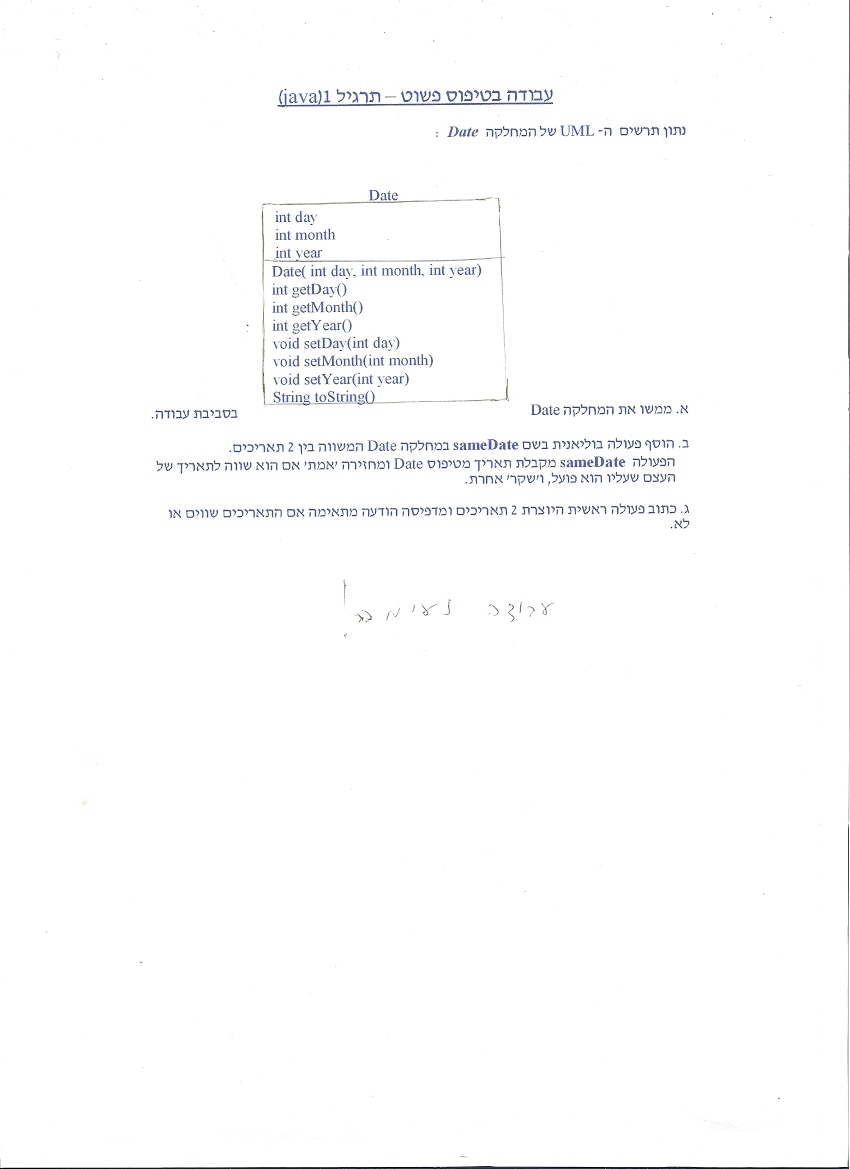 עבודה בטיפוס פשוט – תרגיל 1(java)
נתון תרשים ה- UML של המחלקה Date :
Date
int day
int month
int year
Date( int day, int month, int year)
int getDay()
int getMonth()
int getYear()
void setDay(int day)
void setMonth(int month)
void setYear(int year)
String toString()
א. ממשו את המחלקה Date בסביבת עבודה.
ב. הוסף פעולה בוליאנית בשם sameDate במחלקה Date המשווה בין 2 תאריכים.
הפעולה sameDate מקבלת תאריך מטיפוס Date ומחזירה 'אמת' אם הוא שווה לתאריך של
העצם שעליו הוא פועל, ו'שקר' אחרת.
ג. כתוב פעולה ראשית היוצרת 2 תאריכים ומדפיסה הודעה מתאימה אם התאריכים שווים או
לא.
עבודה נעימה!